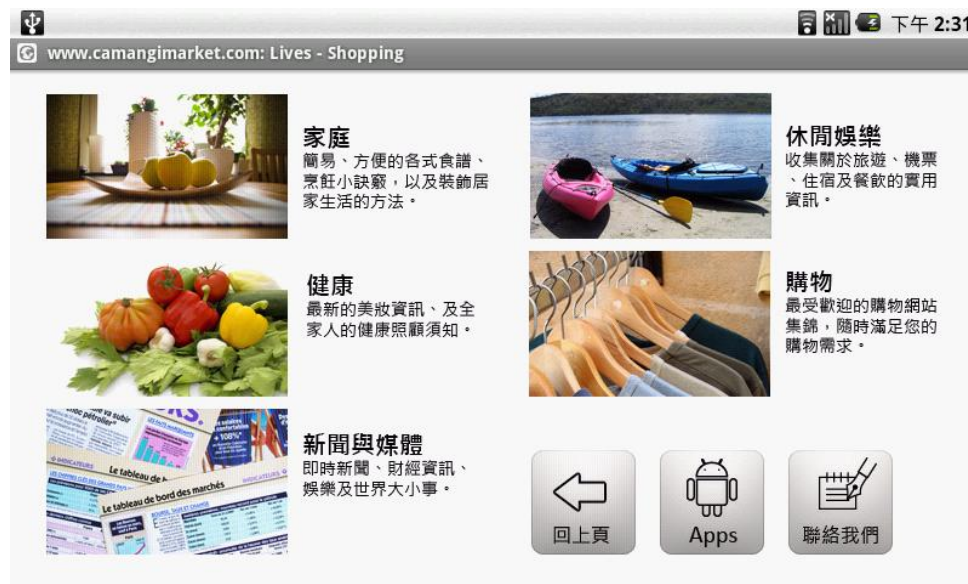 下午 2:31
www.camangimarket.com: Lives - Shopping
家庭
簡易、方便的各式食譜、
烹飪小訣竅，以及裝飾居
家生活的方法。
休閒娛樂
收集關於旅遊、機票
、住宿及餐飲的實用
資訊。
健康
最新的美妝資訊、及全
家人的健康照顧須知。
購物
最受歡迎的購物網站
集錦，隨時滿足您的
購物需求。
新聞與媒體
即時新聞、財經資訊、
娛樂及世界大小事。
ne va subir
hoc pétrolier"
+100%"
Le tableau de
Le tableau de bord des marchés
回上頁
Apps
聯絡我們